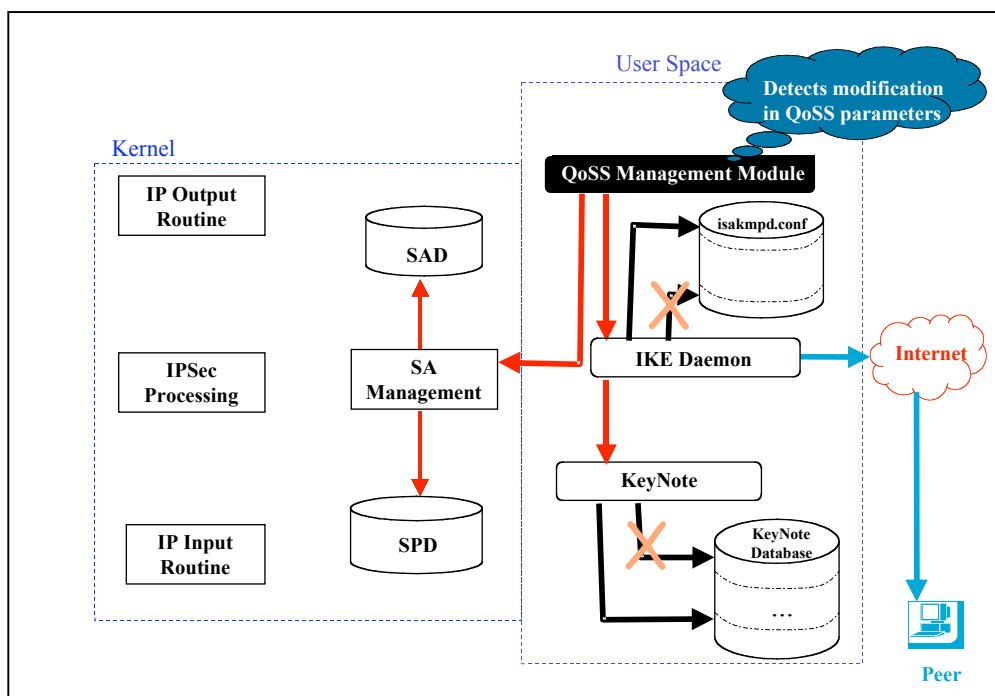 User Space
Detects modification
in QoSS parameters
Kernel
QoSS Management Module
IP Output
Routine
isakmpd.conf
SAD
IKE Daemon
Internet
SA
Management
IPSec
Processing
KeyNote
KeyNote
Database
IP Input
Routine
SPD
...
Peer